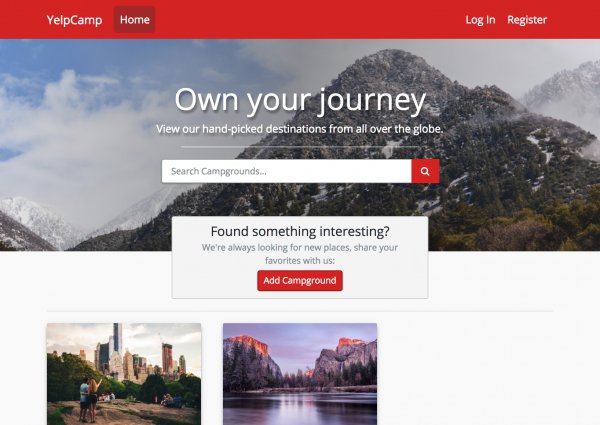 YelpCamp Home Log In Register
Own your journey
View our hand-picked destinations from all over the globe.
Search Campgrounds...
Found something interesting?
We're always looking for new places, share your
favorites with us:
Add Campground